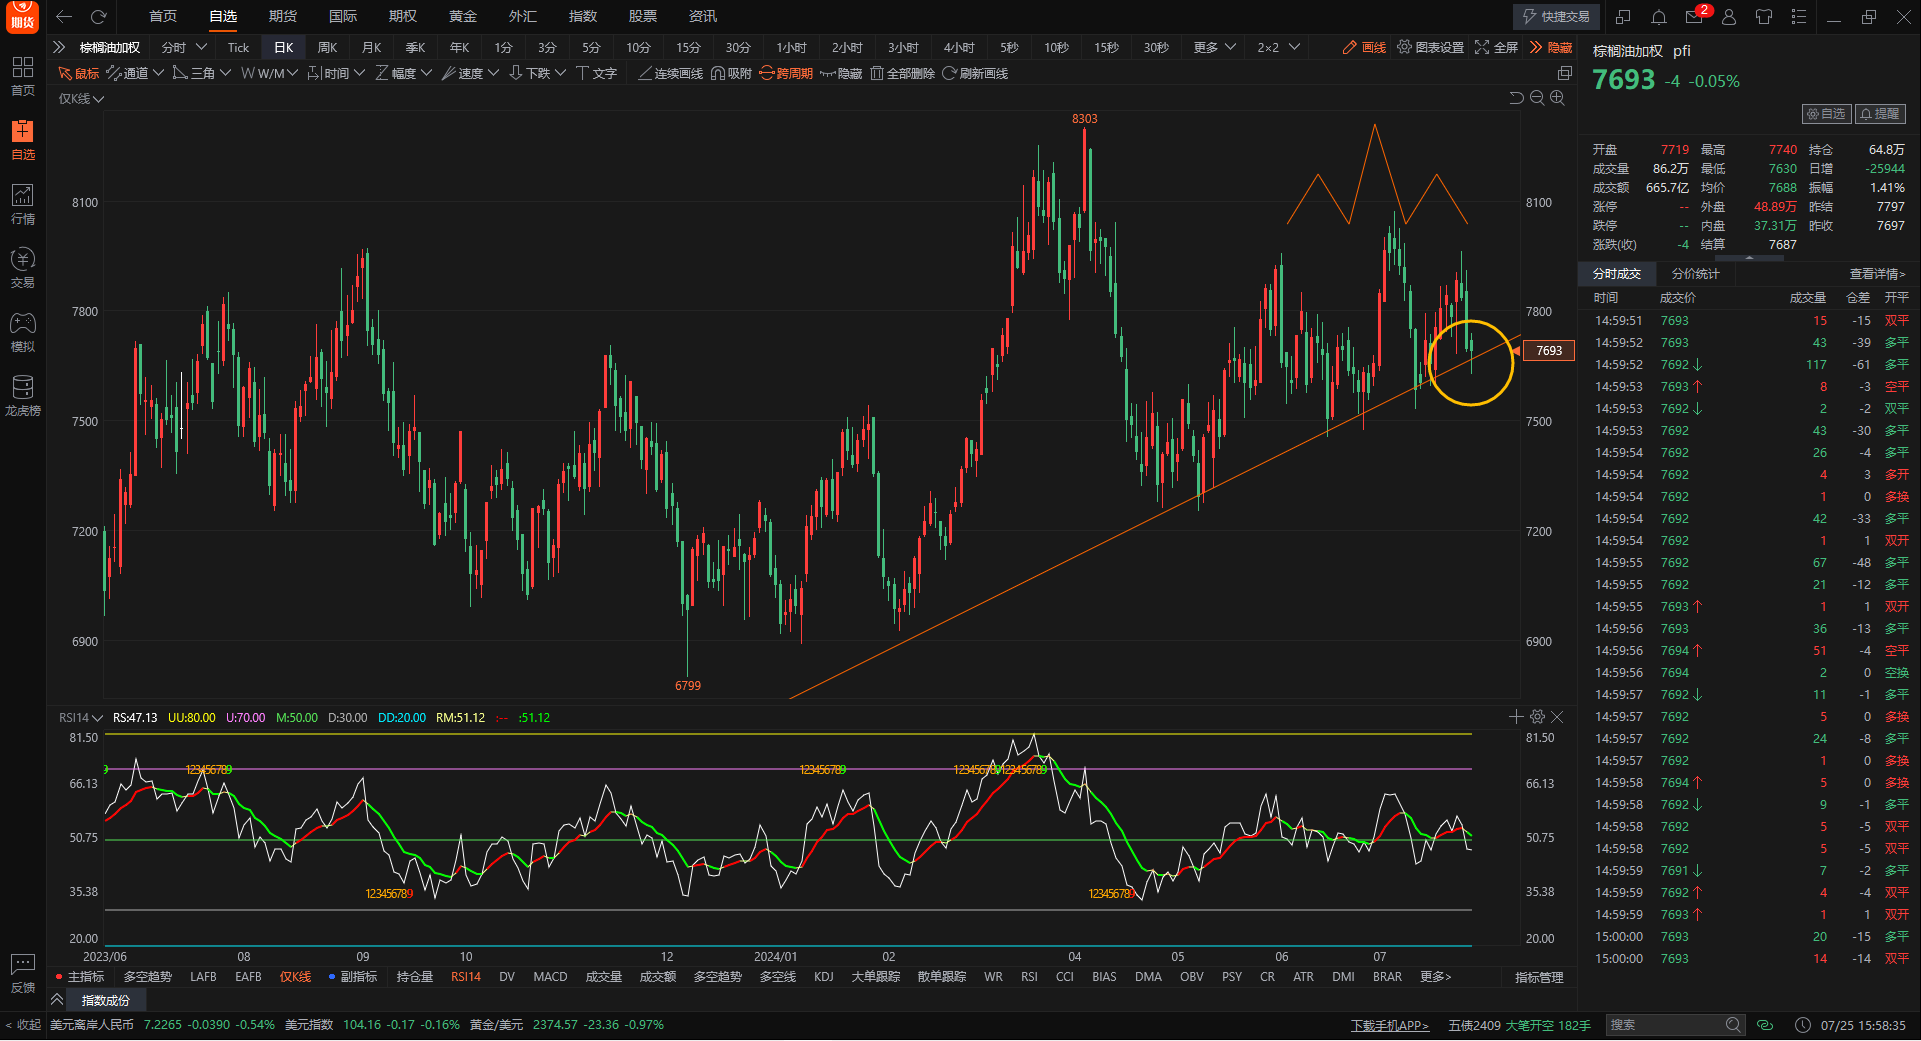 期货
首页 自选 期货 国际 期权 黄金 外汇 指数 股票 资讯
快捷交易 2
棕榈油加权 分时 Tick 日K 周K 月K 季K 年K 1分 3分 5分 10分 15分 30分 1小时 2小时 3小时 4小时 5秒 10秒 15秒 30秒 更多 2×2 画线 图表设置 全屏 隐藏
鼠标 通道 三角 W/M 时间 幅度 速度 下跌 文字 连续画线 吸附 跨周期 隐藏 全部删除 刷新画线
仅K线
首页
自选
行情
交易
模拟
龙虎榜
反馈
8303
8100 8100
7800 7800
7693
7500 7500
7200 7200
6900 6900
6799
RSI14 RS:47.13 UU:80.00 U:70.00 M:50.00 D:30.00 DD:20.00 RM:51.12 :-- :51.12
81.50 81.50
9 123456789 123456789 123456789 123456789
66.13 66.13
50.75 50.75
35.38 123456789 123456789 35.38
20.00 20.00
2023/06 08 09 10 12 2024/01 02 04 05 06 07
主指标 多空趋势 LAFB EAFB 仅K线 副指标 持仓量 RSI14 DV MACD 成交量 成交额 多空趋势 多空线 KDJ 大单跟踪 散单跟踪 WR RSI CCI BIAS DMA OBV PSY CR ATR DMI BRAR 更多> 指标管理
指数成份
棕榈油加权 pfi
7693 -4 -0.05%
自选 提醒
开盘 7719 最高 7740 持仓 64.8万
成交量 86.2万 最低 7630 日增 -25944
成交额 665.7亿 均价 7688 振幅 1.41%
涨停 -- 外盘 48.89万 昨结 7797
跌停 -- 内盘 37.31万 昨收 7697
涨跌(收) -4 结算 7687
分时成交 分价统计 查看详情>
时间 成交价 成交量 仓差 开平
14:59:51 7693 15 -15 双平
14:59:52 7693 43 -39 多平
14:59:52 7692↓ 117 -61 多平
14:59:53 7693↑ 8 -3 空平
14:59:53 7692↓ 2 -2 双平
14:59:53 7692 43 -30 多平
14:59:54 7692 26 -4 多平
14:59:54 7692 4 3 多开
14:59:54 7692 1 0 多换
14:59:54 7692 42 -33 多平
14:59:54 7692 1 1 双开
14:59:55 7692 67 -48 多平
14:59:55 7692 21 -12 多平
14:59:55 7693↑ 1 1 双开
14:59:56 7693 36 -13 多平
14:59:56 7694↑ 51 -4 空平
14:59:56 7694 2 0 空换
14:59:57 7692↓ 11 -1 多平
14:59:57 7692 5 0 多换
14:59:57 7692 24 -8 多平
14:59:57 7692 1 0 多换
14:59:58 7694↑ 5 0 多换
14:59:58 7692↓ 9 -1 多平
14:59:58 7692 5 -5 双平
14:59:58 7692 5 -5 双平
14:59:59 7691↓ 7 -2 多平
14:59:59 7692↑ 4 -4 双平
14:59:59 7693↑ 1 1 双开
15:00:00 7693 20 -15 多平
15:00:00 7693 14 -14 双平
< 收起 美元离岸人民币 7.2265 -0.0390 -0.54% 美元指数 104.16 -0.17 -0.16% 黄金/美元 2374.57 -23.36 -0.97% 下载手机APP> 五债2409 大笔开空 182手 搜索 07/25 15:58:35